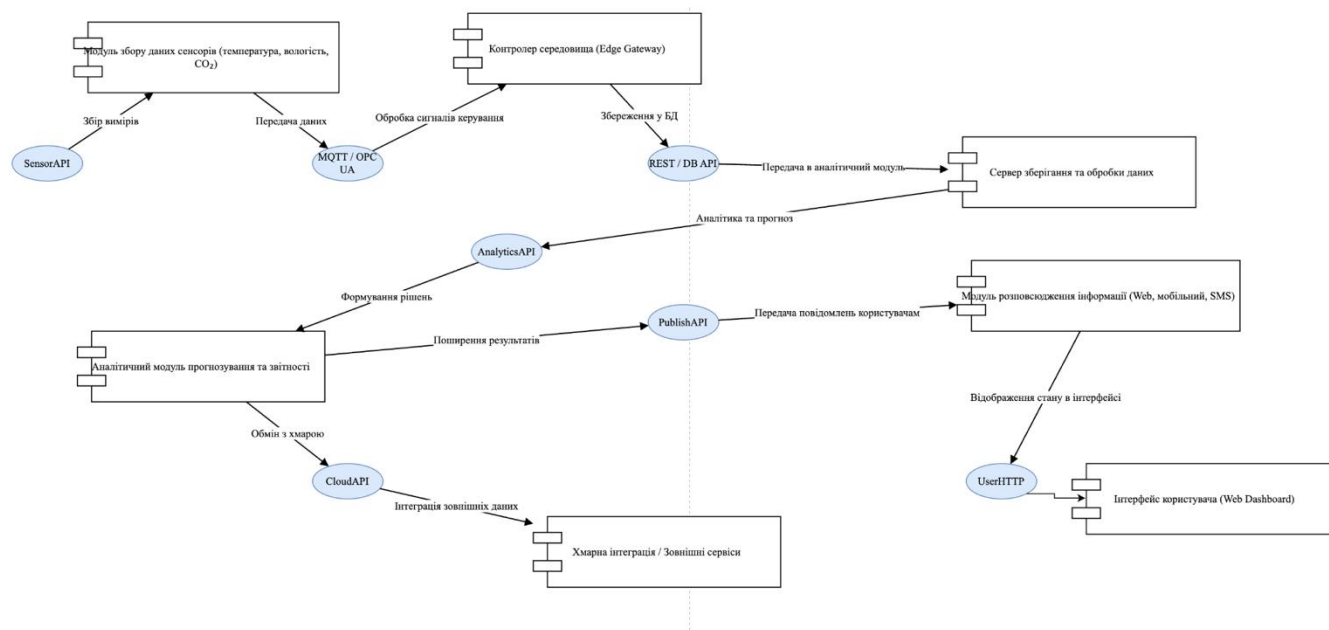 Модуль збору даних сенсорів (температура, вологість,
CO₂)
Контролер середовища (Edge Gateway)
Збір вимірів
Передача даних
Обробка сигналів керування
Збереження у БД
SensorAPI
MQTT / OPC
UA
REST / DB API
Передача в аналітичний модуль
Сервер зберігання та обробки даних
Аналітика та прогноз
AnalyticsAPI
Формування рішень
Модуль розповсюдження інформації (Web, мобільний, SMS)
PublishAPI
Передача повідомлень користувачам
Поширення результатів
Аналітичний модуль прогнозування та звітності
Відображення стану в інтерфейсі
Обмін з хмарою
CloudAPI
UserHTTP
Інтерфейс користувача (Web Dashboard)
Інтеграція зовнішніх даних
Хмарна інтеграція / Зовнішні сервіси